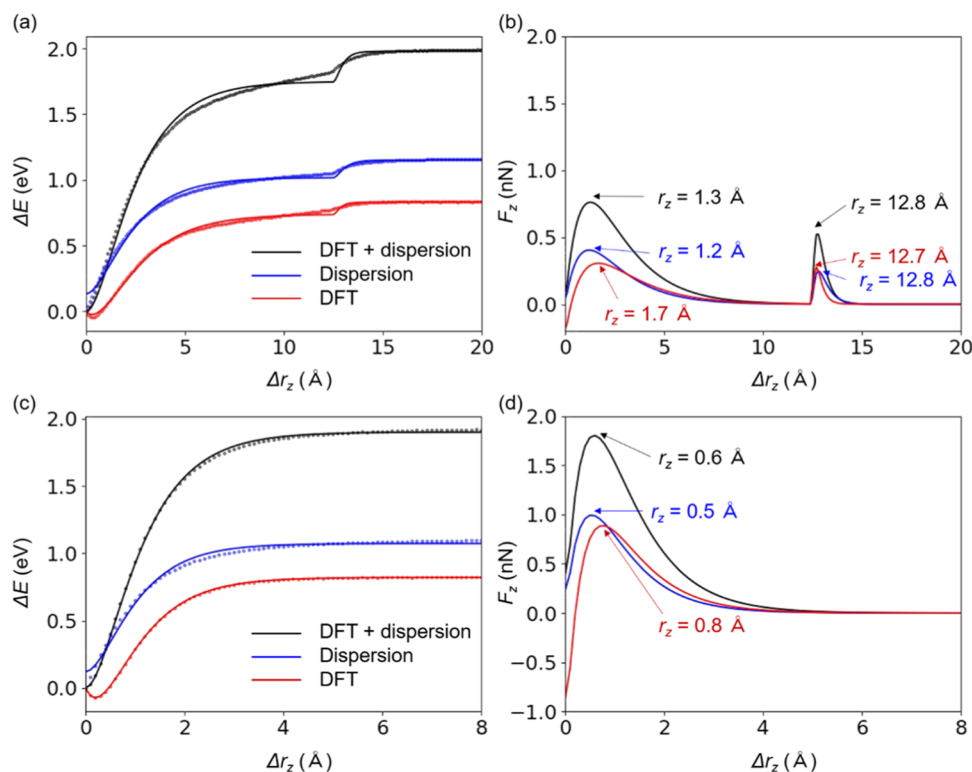 (a)
2.0
1.5
1.0
0.5
0.0
ΔE (eV)
DFT + dispersion
Dispersion
DFT
0 5 10 15 20
Δr_z (Å)
(b)
2.0
1.5
1.0
0.5
0.0
F_z (nN)
r_z = 1.3 Å
r_z = 1.2 Å
r_z = 1.7 Å
r_z = 12.8 Å
r_z = 12.7 Å
r_z = 12.8 Å
0 5 10 15 20
Δr_z (Å)
(c)
2.0
1.5
1.0
0.5
0.0
ΔE (eV)
DFT + dispersion
Dispersion
DFT
0 2 4 6 8
Δr_z (Å)
(d)
2.0
1.5
1.0
0.5
0.0
−0.5
−1.0
F_z (nN)
r_z = 0.6 Å
r_z = 0.5 Å
r_z = 0.8 Å
0 2 4 6 8
Δr_z (Å)